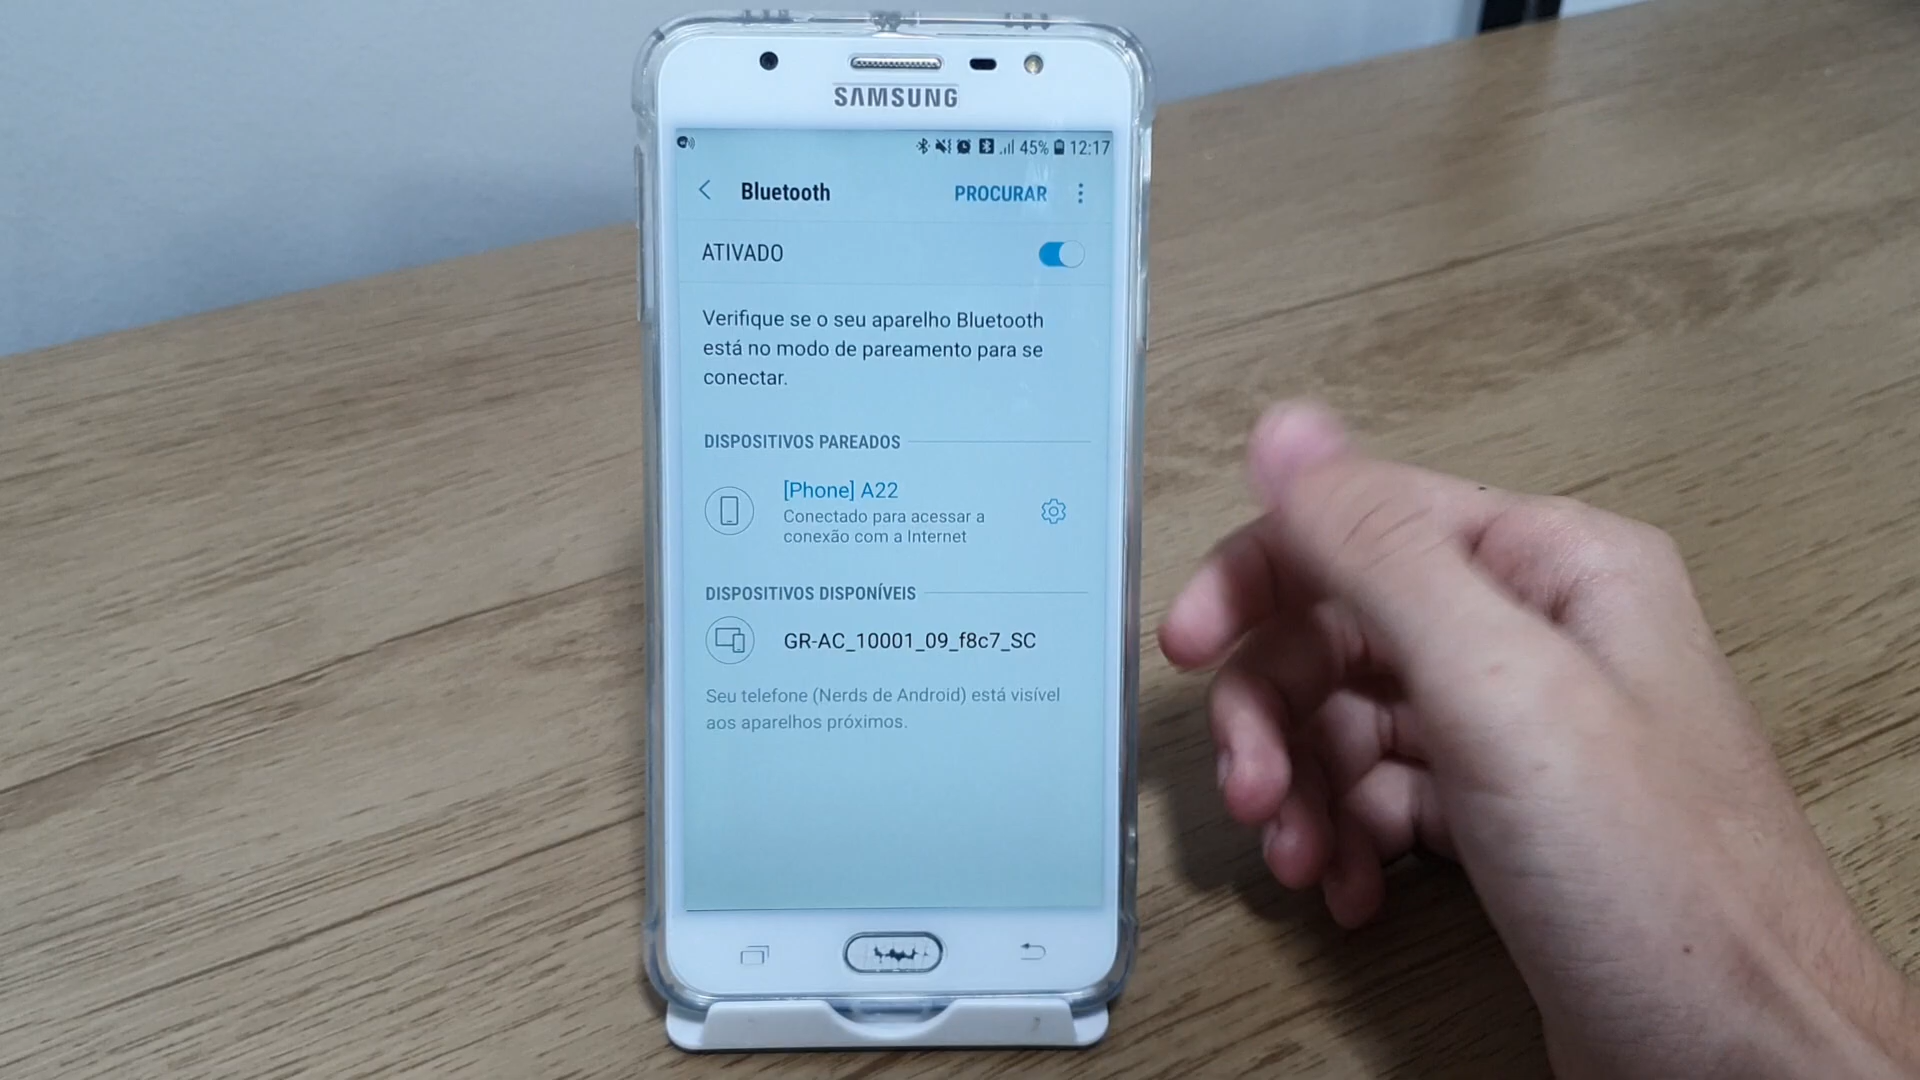 SAMSUNG
45% 12:17
Bluetooth PROCURAR
ATIVADO
Verifique se o seu aparelho Bluetooth
está no modo de pareamento para se
conectar.
DISPOSITIVOS PAREADOS
[Phone] A22
Conectado para acessar a
conexão com a Internet
DISPOSITIVOS DISPONÍVEIS
GR-AC_10001_09_f8c7_SC
Seu telefone (Nerds de Android) está visível
aos aparelhos próximos.